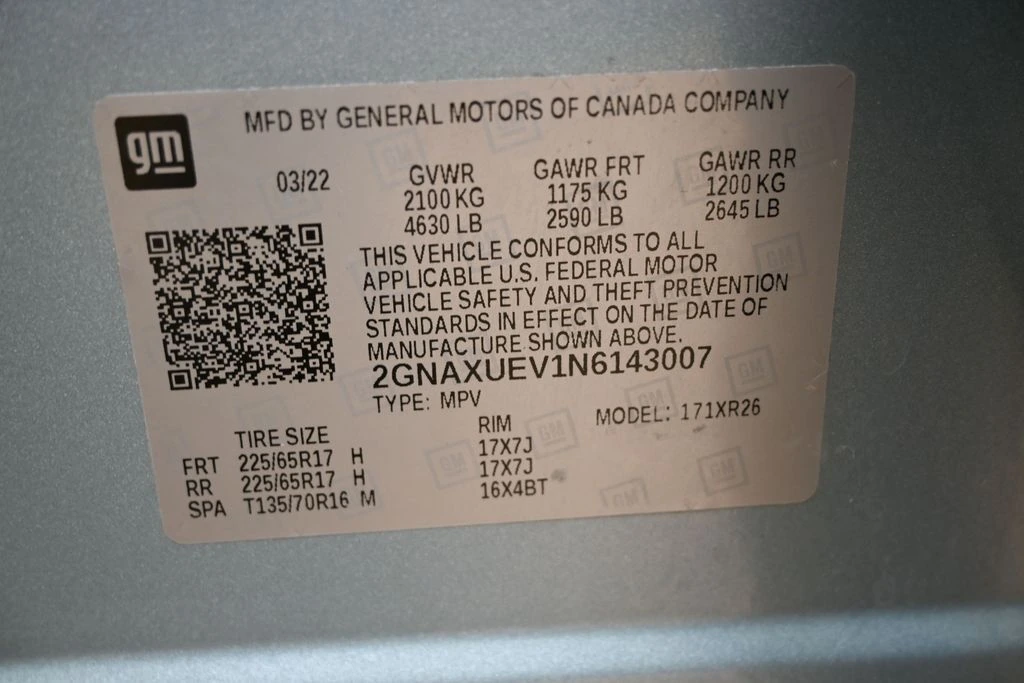 gm
MFD BY GENERAL MOTORS OF CANADA COMPANY
03/22
GVWR GAWR FRT GAWR RR
2100 KG 1175 KG 1200 KG
4630 LB 2590 LB 2645 LB
THIS VEHICLE CONFORMS TO ALL
APPLICABLE U.S. FEDERAL MOTOR
VEHICLE SAFETY AND THEFT PREVENTION
STANDARDS IN EFFECT ON THE DATE OF
MANUFACTURE SHOWN ABOVE.
2GNAXUEV1N6143007
TYPE: MPV MODEL: 171XR26
TIRE SIZE RIM
FRT 225/65R17 H 17X7J
RR 225/65R17 H 17X7J
SPA T135/70R16 M 16X4BT